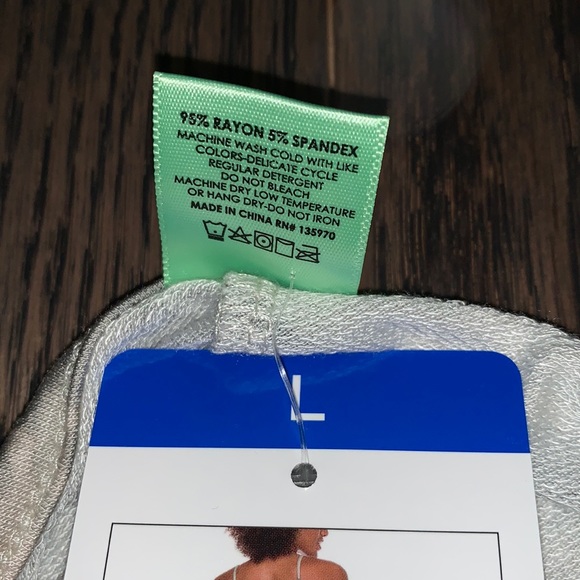 95% RAYON 5% SPANDEX
MACHINE WASH COLD WITH LIKE
COLORS-DELICATE CYCLE
REGULAR DETERGENT
DO NOT BLEACH
MACHINE DRY LOW TEMPERATURE
OR HANG DRY-DO NOT IRON
MADE IN CHINA RN# 135970
L